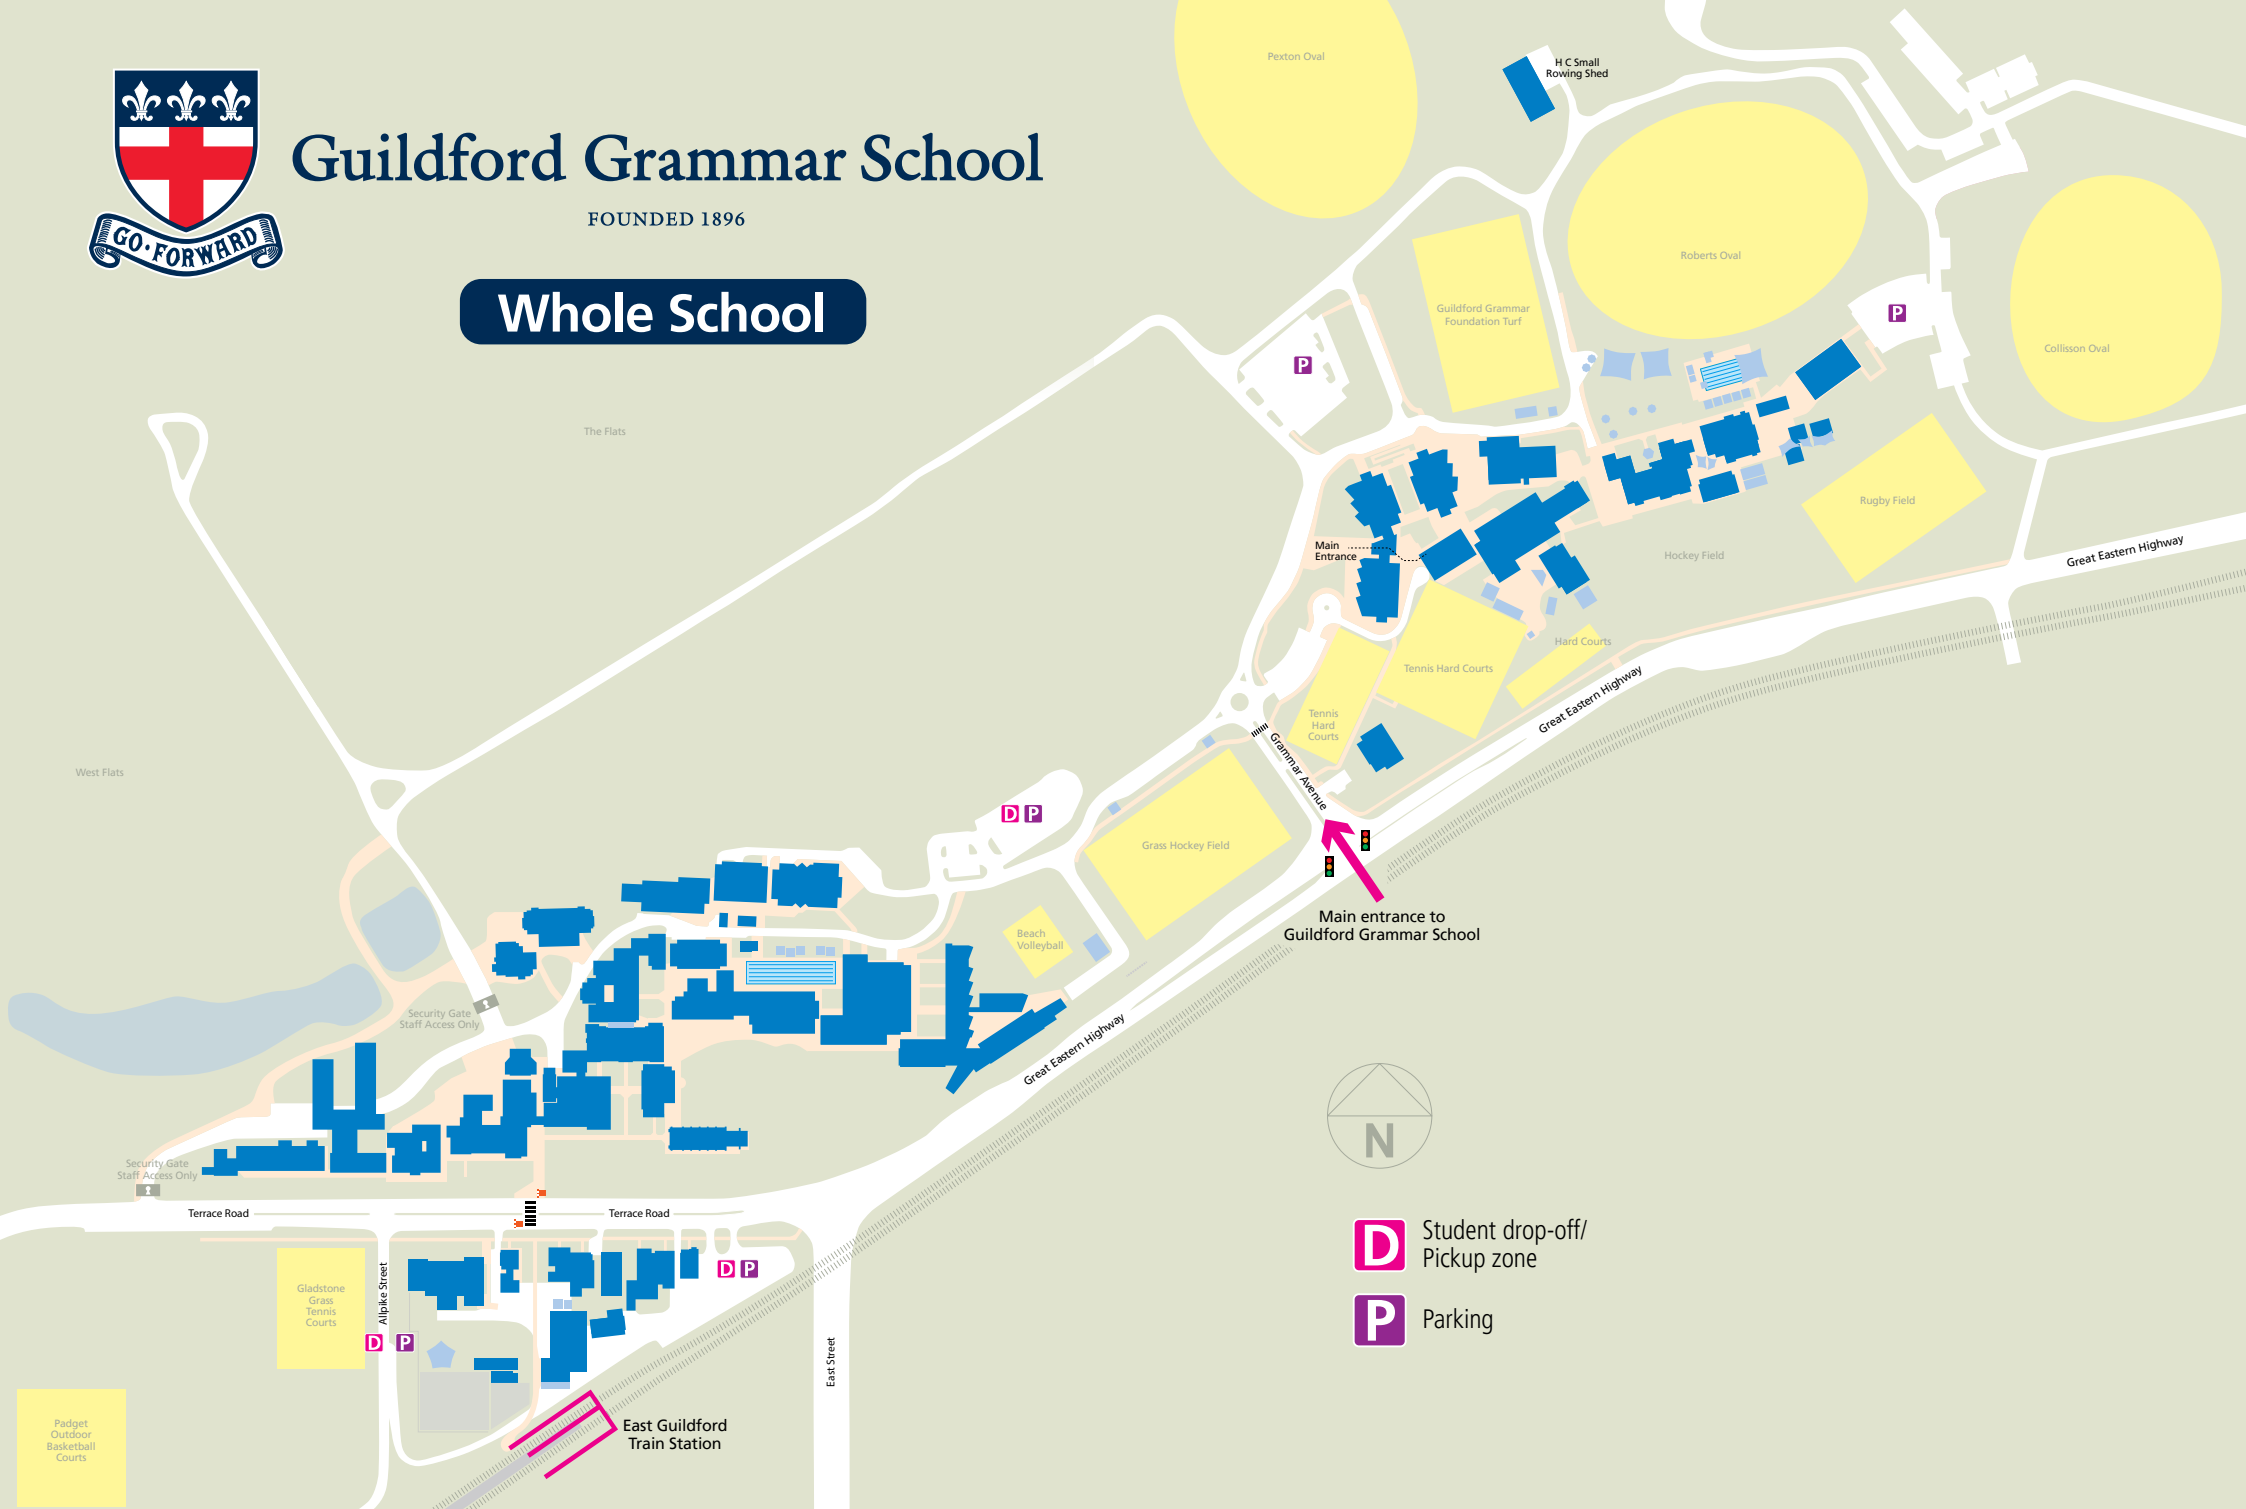 Guildford Grammar School
FOUNDED 1896
GO·FORWARD
Whole School
Pexton Oval
H C Small
Rowing Shed
Roberts Oval
Guildford Grammar
Foundation Turf
P
P
Collisson Oval
The Flats
Rugby Field
Main
Entrance
Hockey Field
Great Eastern Highway
Hard Courts
Tennis Hard Courts
Great Eastern Highway
Tennis
Hard
Courts
Grammar Avenue
West Flats
D P
Grass Hockey Field
Main entrance to
Guildford Grammar School
Beach
Volleyball
Security Gate
Staff Access Only
Great Eastern Highway
N
Security Gate
Staff Access Only
Terrace Road
Terrace Road
D P
Allpike Street
Gladstone
Grass
Tennis
Courts
D P
East Street
Padget
Outdoor
Basketball
Courts
East Guildford
Train Station
D Student drop-off/
Pickup zone
P Parking